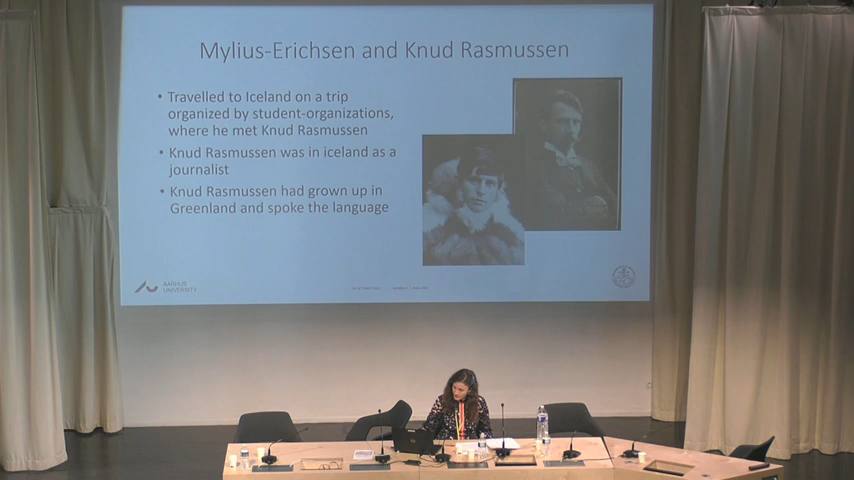 Mylius-Erichsen and Knud Rasmussen
• Travelled to Iceland on a trip
organized by student-organizations,
where he met Knud Rasmussen
• Knud Rasmussen was in iceland as a
journalist
• Knud Rasmussen had grown up in
Greenland and spoke the language
AARHUS
UNIVERSITY